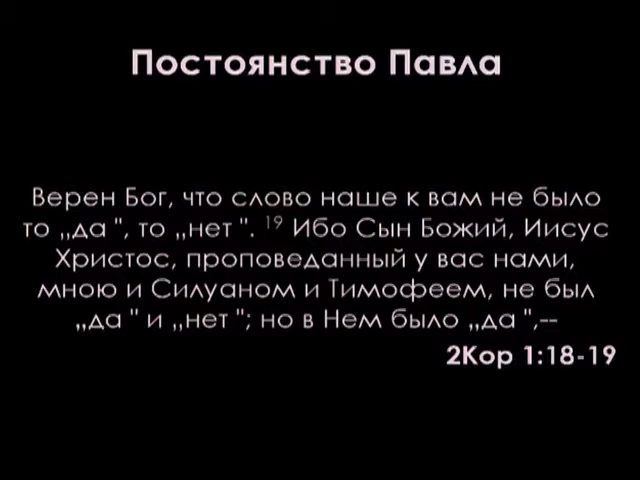 Постоянство Павла
Верен Бог, что слово наше к вам не было
то ,,да ", то ,,нет ". 19 Ибо Сын Божий, Иисус
Христос, проповеданный у вас нами,
мною и Силуаном и Тимофеем, не был
,,да " и ,,нет "; но в Нем было ,,да ",--
2Кор 1:18-19